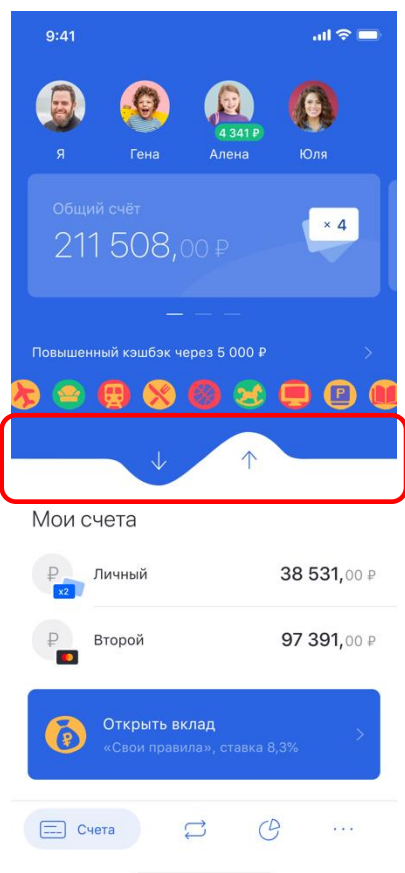 9:41
4 341 ₽
Я Гена Алена Юля
Общий счёт
211 508,00 ₽
× 4
Повышенный кэшбэк через 5 000 ₽
P
Мои счета
₽ Личный 38 531,00 ₽
x2
₽ Второй 97 391,00 ₽
Открыть вклад
«Свои правила», ставка 8,3%
₽
Счета